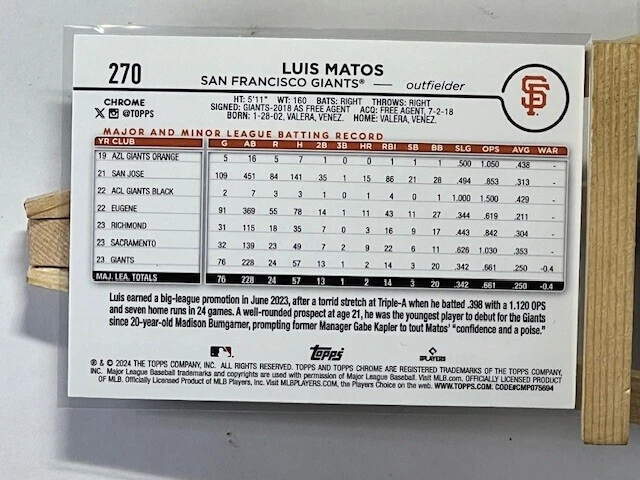 270
LUIS MATOS
SAN FRANCISCO GIANTS® — outfielder
SF
CHROME
X @TOPPS
HT: 5'11" WT: 160 BATS: RIGHT THROWS: RIGHT
SIGNED: GIANTS-2018 AS FREE AGENT ACQ: FREE AGENT, 7-2-18
BORN: 1-28-02, VALERA, VENEZ. HOME: VALERA, VENEZ.
MAJOR AND MINOR LEAGUE BATTING RECORD
YR CLUB G AB R H 2B 3B HR RBI SB BB SLG OPS AVG WAR
19 AZL GIANTS ORANGE 5 16 5 7 1 0 0 1 1 1 .500 1.050 .438 -
21 SAN JOSE 109 451 84 141 35 1 15 86 21 28 .494 .853 .313 -
22 ACL GIANTS BLACK 2 7 3 3 1 0 1 4 0 1 1.000 1.500 .429 -
22 EUGENE 91 369 55 78 14 1 11 43 11 27 .344 .619 .211 -
23 RICHMOND 31 115 18 35 7 0 3 16 9 17 .443 .842 .304 -
23 SACRAMENTO 32 139 23 49 7 2 9 22 6 11 .626 1.030 .353 -
23 GIANTS 76 228 24 57 13 1 2 14 3 20 .342 .661 .250 -0.4
MAJ. LEA. TOTALS 76 228 24 57 13 1 2 14 3 20 .342 .661 .250 -0.4
Luis earned a big-league promotion in June 2023, after a torrid stretch at Triple-A when he batted .398 with a 1.120 OPS
and seven home runs in 24 games. A well-rounded prospect at age 21, he was the youngest player to debut for the Giants
since 20-year-old Madison Bumgarner, prompting former Manager Gabe Kapler to tout Matos' "confidence and a poise."
Topps
PLAYERS
® & © 2024 THE TOPPS COMPANY, INC. ALL RIGHTS RESERVED. TOPPS AND TOPPS CHROME ARE REGISTERED TRADEMARKS OF THE TOPPS COMPANY,
INC. Major League Baseball trademarks and copyrights are used with permission of Major League Baseball. Visit MLB.com. OFFICIALLY LICENSED PRODUCT
OF MLB. Officially Licensed Product of MLB Players, Inc. Visit MLBPLAYERS.com, the Players Choice on the web. WWW.TOPPS.COM. CODE#CMP075694